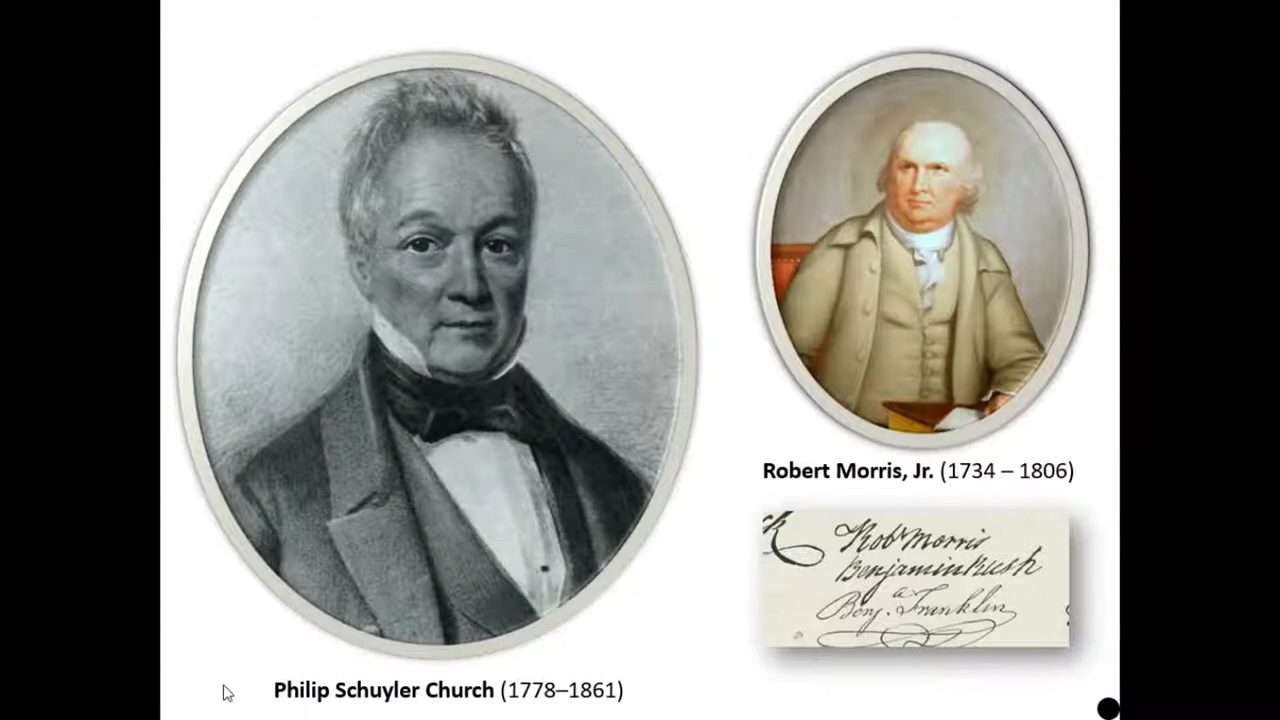 Philip Schuyler Church (1778–1861)
Robert Morris, Jr. (1734 – 1806)
Robt Morris
Benjamin Rush
Benj. Franklin